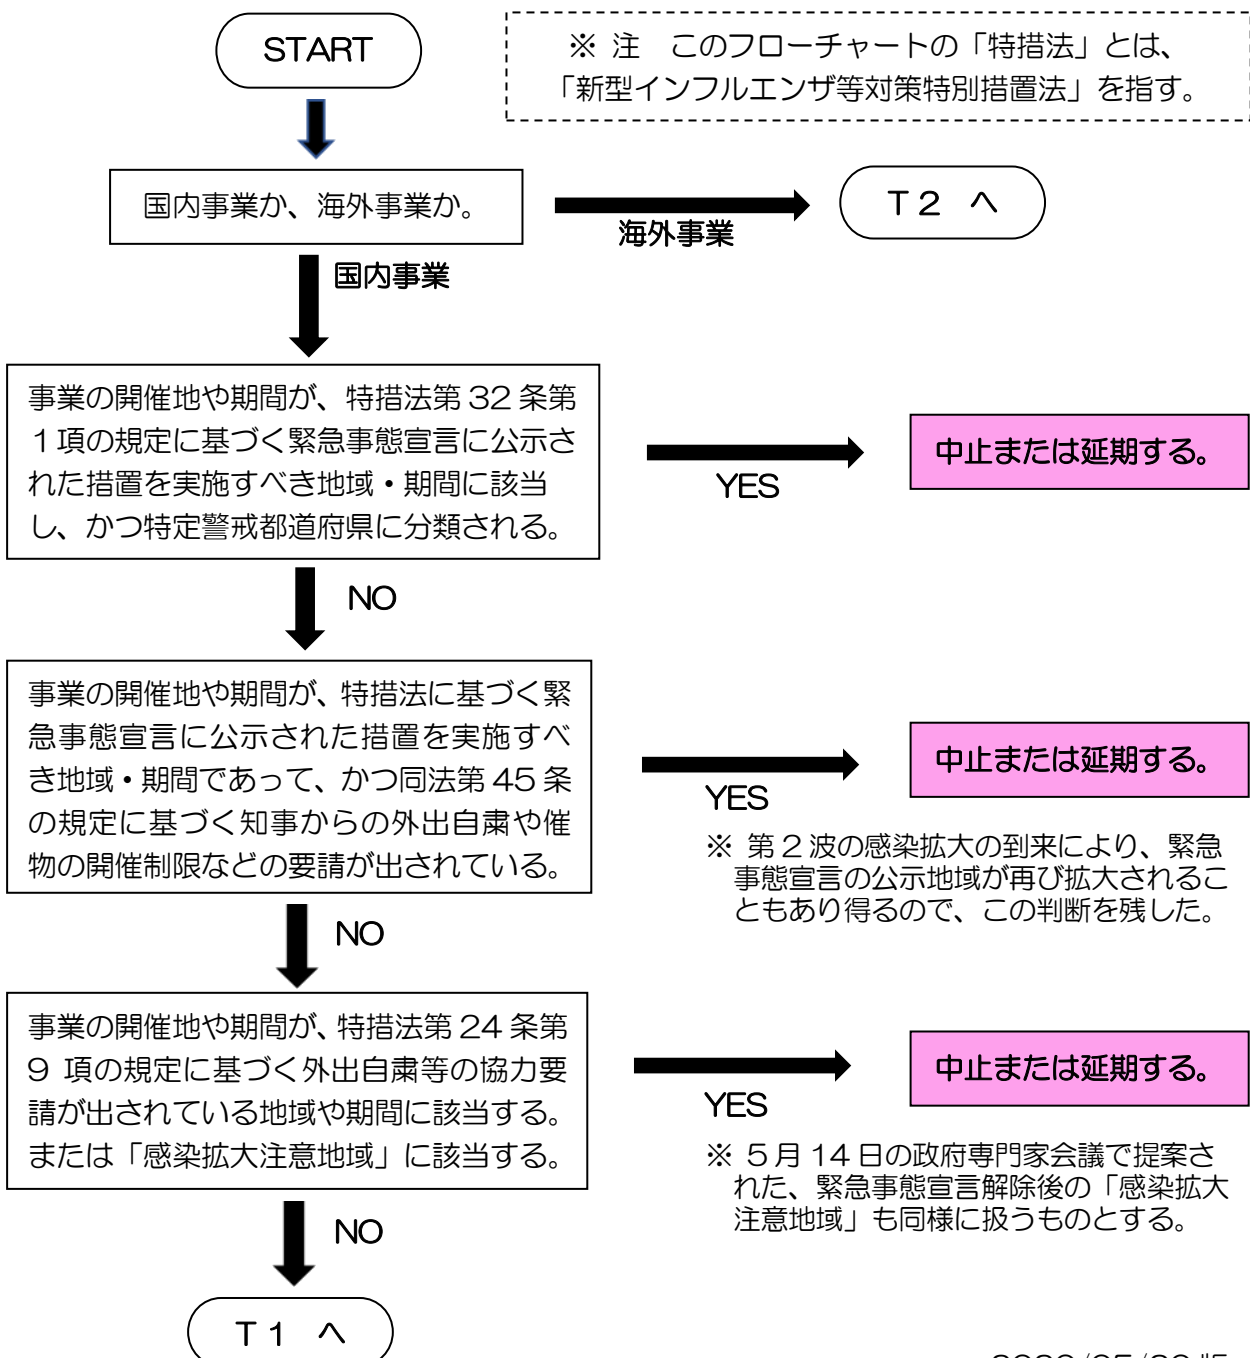 START
※ 注　このフローチャートの「特措法」とは、
「新型インフルエンザ等対策特別措置法」を指す。
国内事業か、海外事業か。
海外事業
T2 へ
国内事業
事業の開催地や期間が、特措法第 32 条第
1 項の規定に基づく緊急事態宣言に公示さ
れた措置を実施すべき地域・期間に該当
し、かつ特定警戒都道府県に分類される。
YES
中止または延期する。
NO
事業の開催地や期間が、特措法に基づく緊
急事態宣言に公示された措置を実施すべ
き地域・期間であって、かつ同法第 45 条
の規定に基づく知事からの外出自粛や催
物の開催制限などの要請が出されている。
YES
中止または延期する。
※ 第 2 波の感染拡大の到来により、緊急
事態宣言の公示地域が再び拡大されるこ
ともあり得るので、この判断を残した。
NO
事業の開催地や期間が、特措法第 24 条第
9 項の規定に基づく外出自粛等の協力要
請が出されている地域や期間に該当する。
または「感染拡大注意地域」に該当する。
YES
中止または延期する。
※ 5 月 14 日の政府専門家会議で提案さ
れた、緊急事態宣言解除後の「感染拡大
注意地域」も同様に扱うものとする。
NO
T1 へ